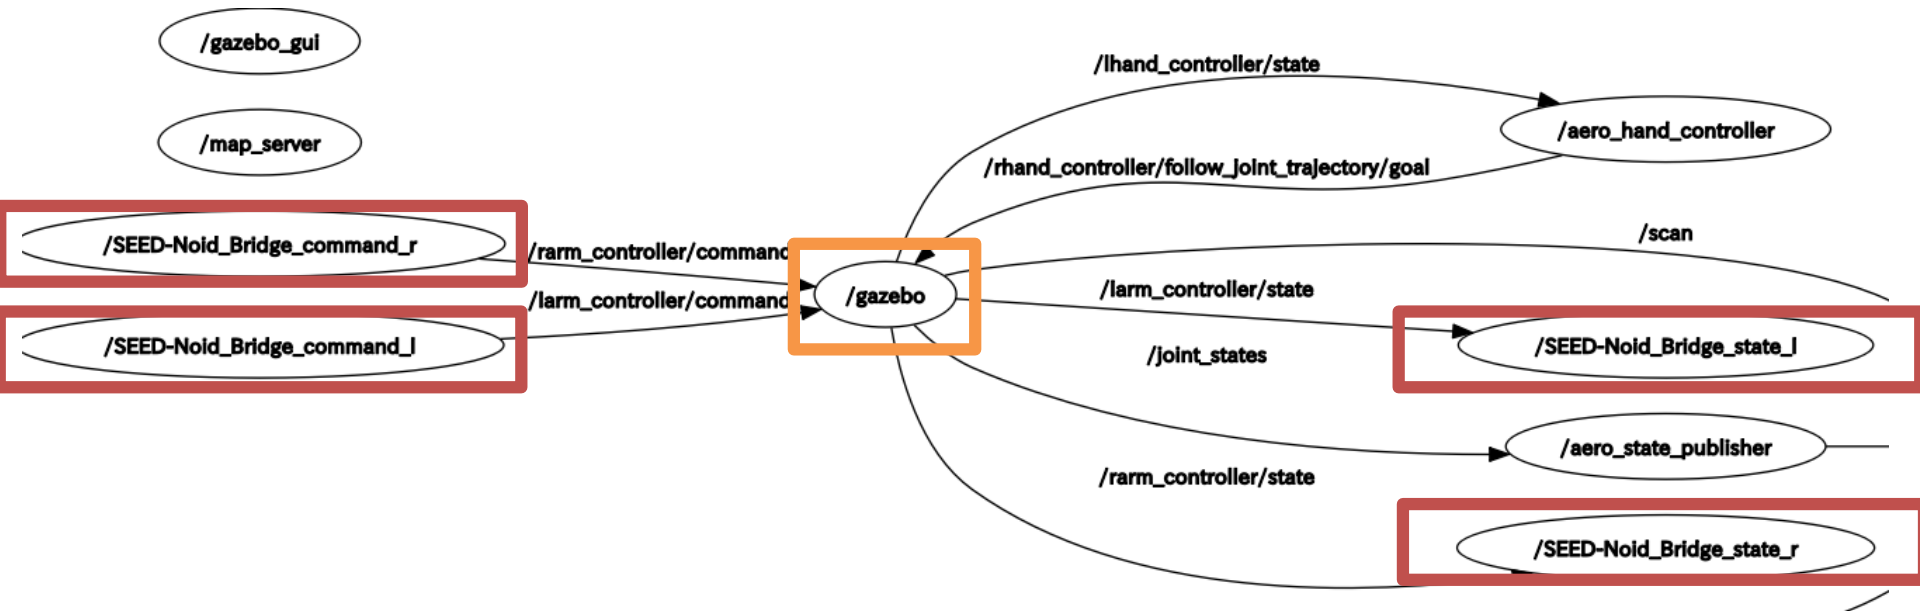 /gazebo_gui
/map_server
/SEED-Noid_Bridge_command_r
/SEED-Noid_Bridge_command_l
/rarm_controller/command
/larm_controller/command
/gazebo
/lhand_controller/state
/rhand_controller/follow_joint_trajectory/goal
/scan
/larm_controller/state
/joint_states
/rarm_controller/state
/aero_hand_controller
/SEED-Noid_Bridge_state_l
/aero_state_publisher
/SEED-Noid_Bridge_state_r